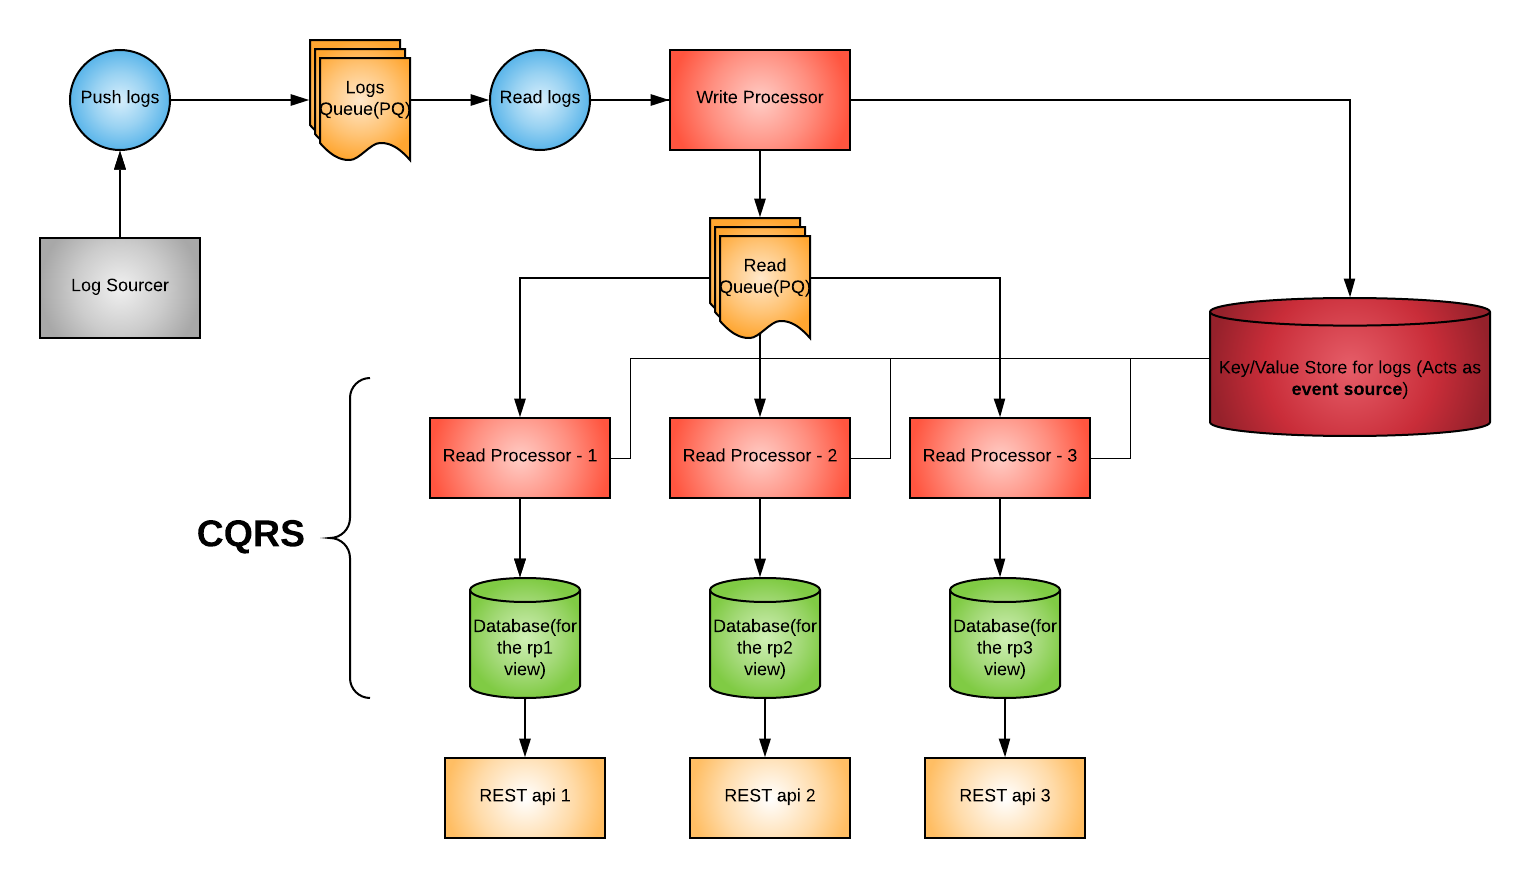 Push logs
Logs
Queue(PQ)
Read logs
Write Processor
Log Sourcer
Read
Queue(PQ)
Key/Value Store for logs (Acts as
event source)
Read Processor - 1
Read Processor - 2
Read Processor - 3
CQRS
Database(for
the rp1
view)
Database(for
the rp2
view)
Database(for
the rp3
view)
REST api 1
REST api 2
REST api 3